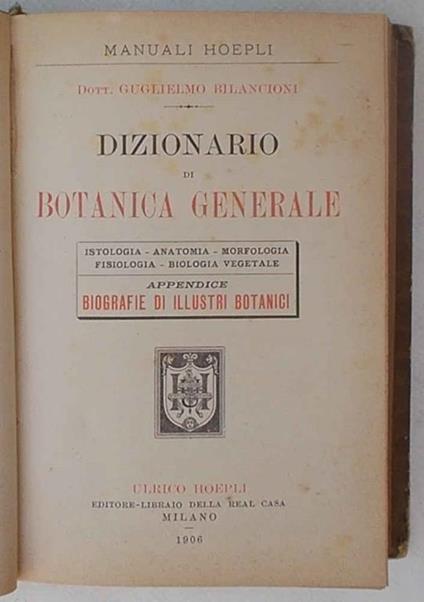 MANUALI HOEPLI
DOTT. GUGLIELMO BILANCIONI
DIZIONARIO
DI
BOTANICA GENERALE
ISTOLOGIA - ANATOMIA - MORFOLOGIA
FISIOLOGIA - BIOLOGIA VEGETALE
APPENDICE
BIOGRAFIE DI ILLUSTRI BOTANICI
ULRICO HOEPLI
EDITORE-LIBRAIO DELLA REAL CASA
MILANO
1906